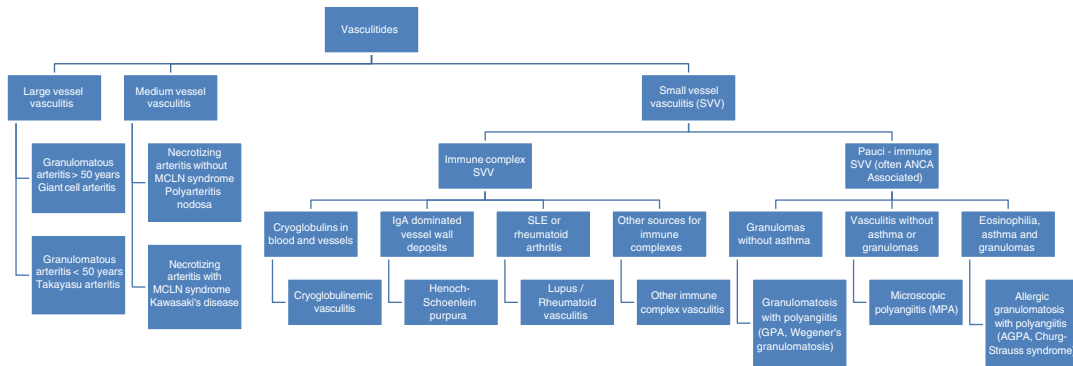 Vasculitides
Large vessel
vasculitis
Medium vessel
vasculitis
Small vessel
vasculitis (SVV)
Granulomatous
arteritis > 50 years
Giant cell arteritis
Granulomatous
arteritis < 50 years
Takayasu arteritis
Necrotizing
arteritis without
MCLN syndrome
Polyarteritis
nodosa
Necrotizing
arteritis with
MCLN syndrome
Kawasaki's disease
Immune complex
SVV
Pauci - immune
SVV (often ANCA
Associated)
Cryoglobulins in
blood and vessels
IgA dominated
vessel wall
deposits
SLE or
rheumatoid
arthritis
Other sources for
immune
complexes
Granulomas
without asthma
Vasculitis without
asthma or
granulomas
Eosinophilia,
asthma and
granulomas
Cryoglobulinemic
vasculitis
Henoch-
Schoenlein
purpura
Lupus /
Rheumatoid
vasculitis
Other immune
complex vasculitis
Granulomatosis
with polyangiitis
(GPA, Wegener's
granulomatosis)
Microscopic
polyangiitis (MPA)
Allergic
granulomatosis
with polyangiitis
(AGPA, Churg-
Strauss syndrome